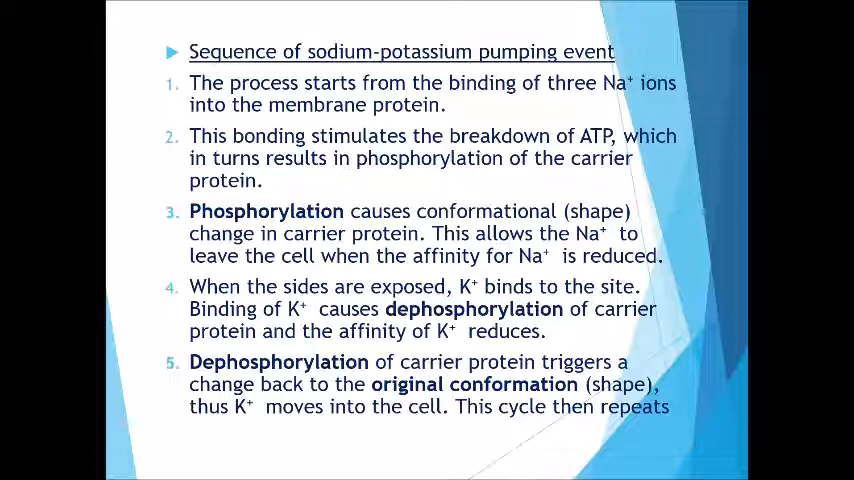 Sequence of sodium-potassium pumping event
1. The process starts from the binding of three Na⁺ ions
into the membrane protein.
2. This bonding stimulates the breakdown of ATP, which
in turns results in phosphorylation of the carrier
protein.
3. Phosphorylation causes conformational (shape)
change in carrier protein. This allows the Na⁺ to
leave the cell when the affinity for Na⁺ is reduced.
4. When the sides are exposed, K⁺ binds to the site.
Binding of K⁺ causes dephosphorylation of carrier
protein and the affinity of K⁺ reduces.
5. Dephosphorylation of carrier protein triggers a
change back to the original conformation (shape),
thus K⁺ moves into the cell. This cycle then repeats